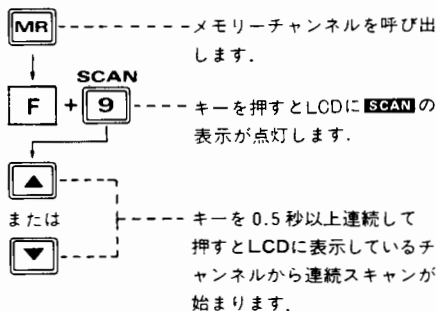 MR メモリーチャンネルを呼び出
します.
SCAN
F + 9 キーを押すとLCDに SCAN の
表示が点灯します.
▲
または
▼
キーを0.5秒以上連続して
押すとLCDに表示しているチ
ャンネルから連続スキャンが
始まります.